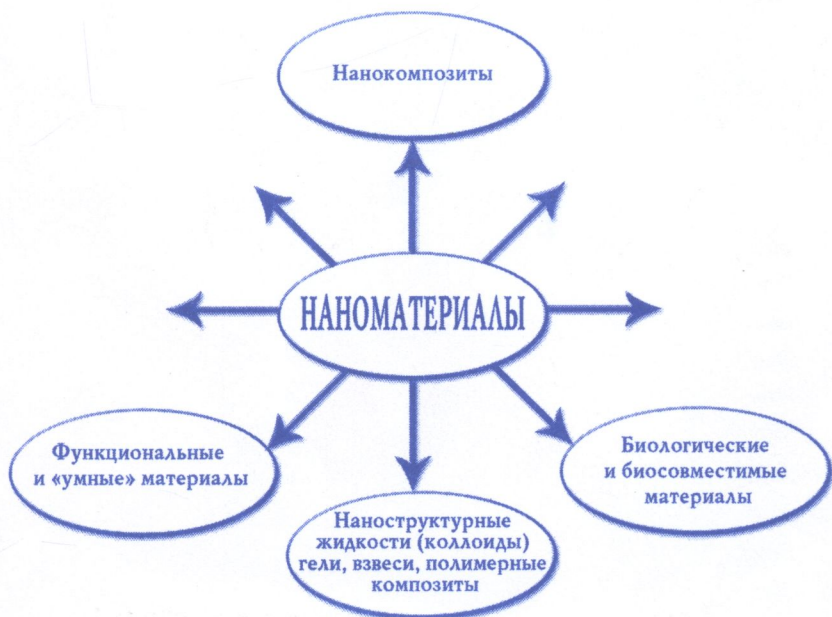 Нанокомпозиты
НАНОМАТЕРИАЛЫ
Функциональные
и «умные» материалы
Биологические
и биосовместимые
материалы
Наноструктурные
жидкости (коллоиды)
гели, взвеси, полимерные
композиты